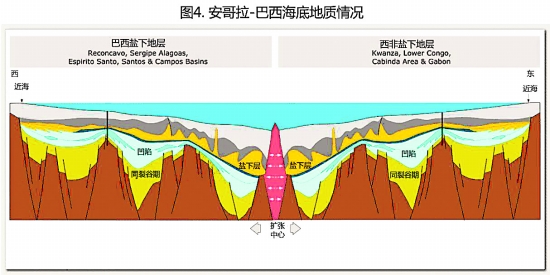 图4. 安哥拉-巴西海底地质情况
巴西盐下地层
Reconcavo, Sergipe Alagoas,
Espirito Santo, Santos & Campos Basins
西非盐下地层
Kwanza, Lower Congo,
Cabinda Area & Gabon
西
近海
东
近海
凹陷
同裂谷期
盐下层
盐下层
凹陷
同裂谷期
扩张
中心